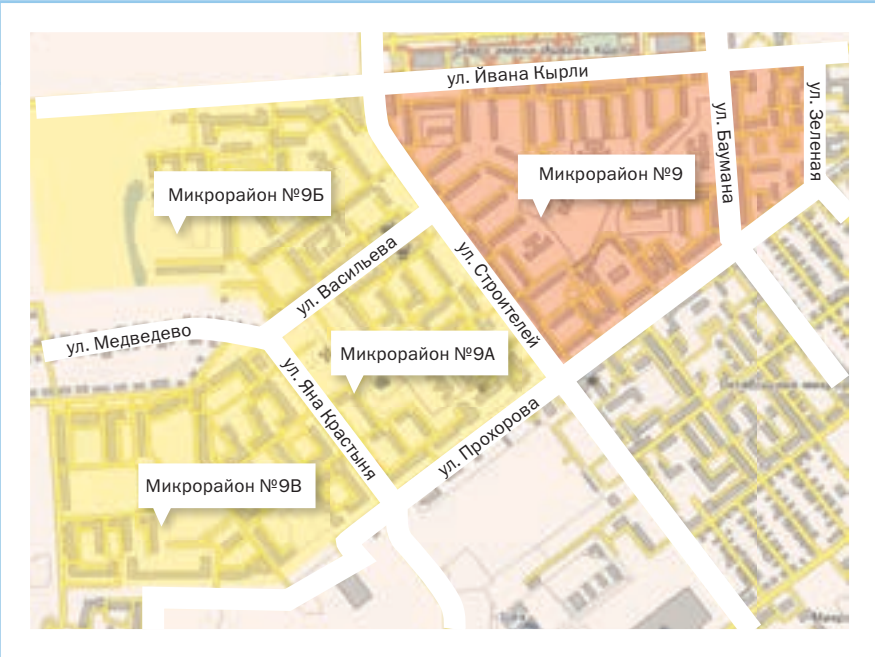 ул. Йвана Кырли
ул. Баумана
ул. Зеленая
Микрорайон №9
Микрорайон №9Б
ул. Васильева
ул. Строителей
ул. Медведево
Микрорайон №9А
ул. Яна Крастыня
ул. Прохорова
Микрорайон №9В